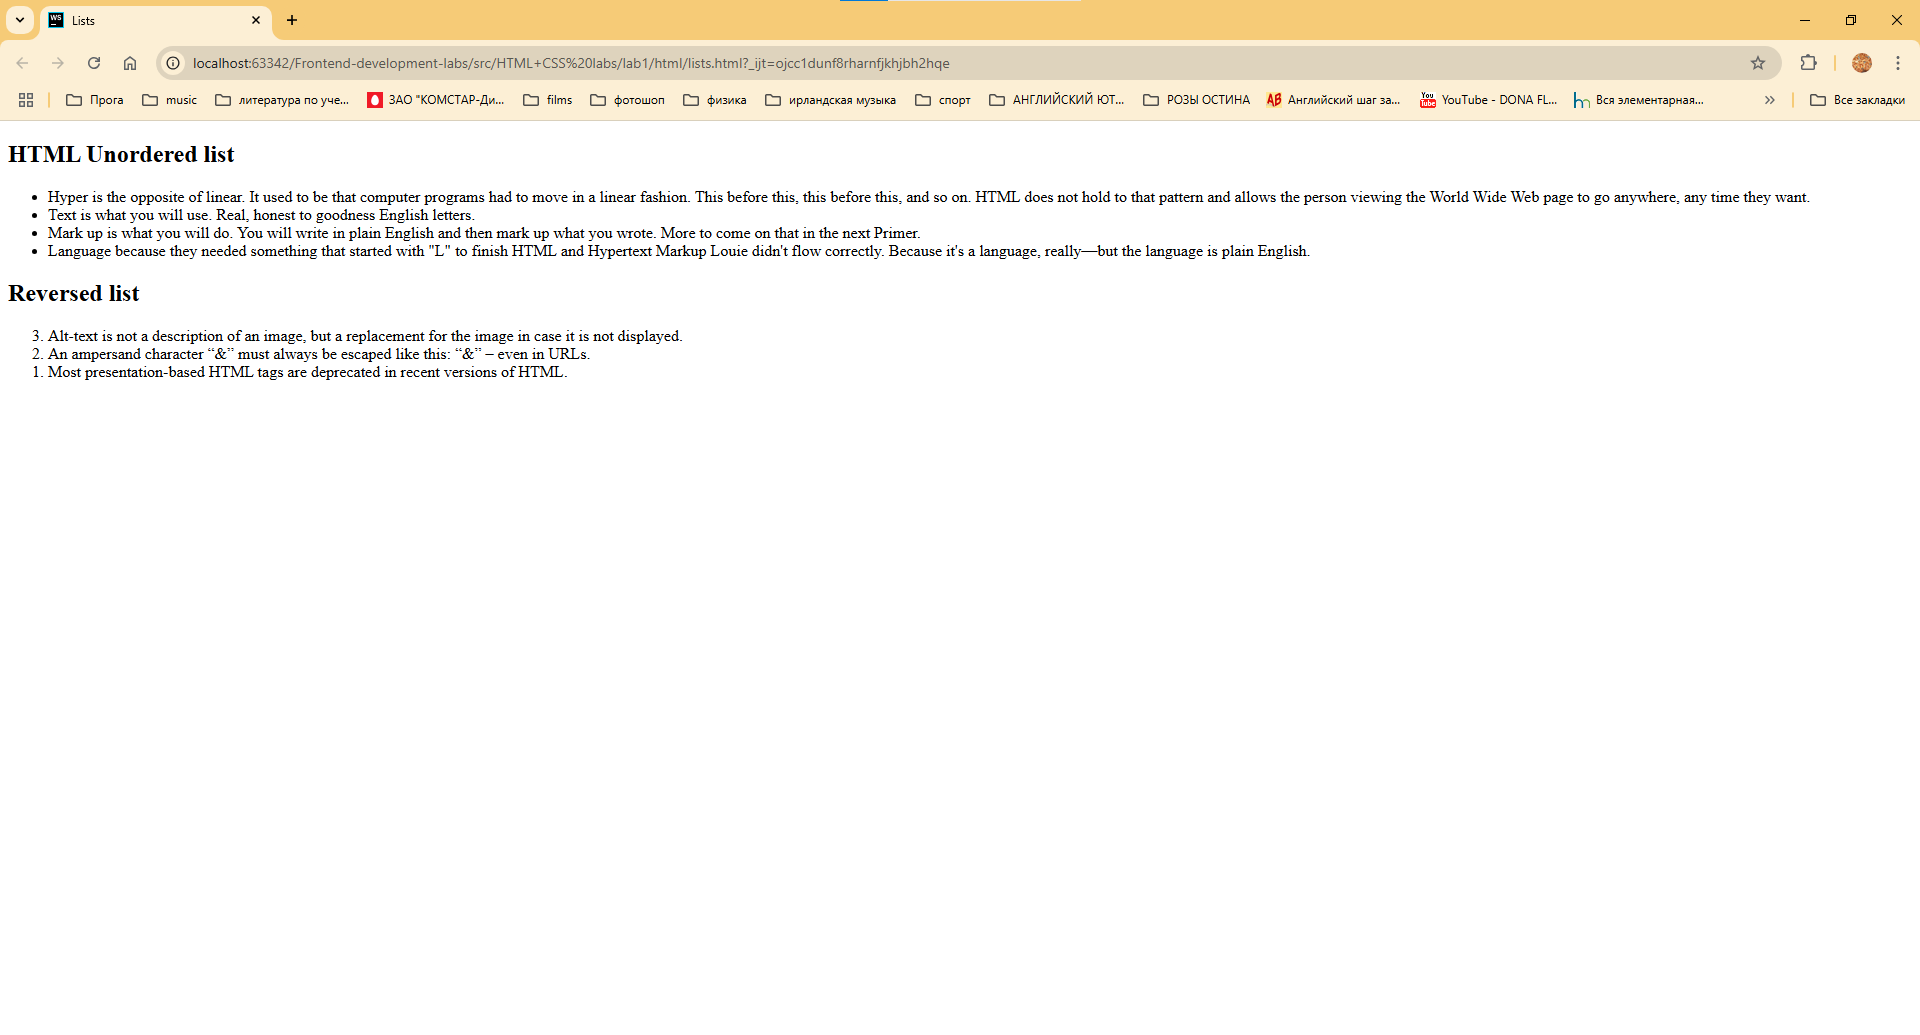 WS
Lists
localhost:63342/Frontend-development-labs/src/HTML+CSS%20labs/lab1/html/lists.html?_ijt=ojcc1dunf8rharnfjkhjbh2hqe
Прога music литература по уче... ЗАО "КОМСТАР-Ди... films фотошоп физика ирландская музыка спорт АНГЛИЙСКИЙ ЮТ... РОЗЫ ОСТИНА АВ Английский шаг за... You Tube YouTube - DONA FL... Вся элементарная... » Все закладки
HTML Unordered list
• Hyper is the opposite of linear. It used to be that computer programs had to move in a linear fashion. This before this, this before this, and so on. HTML does not hold to that pattern and allows the person viewing the World Wide Web page to go anywhere, any time they want.
• Text is what you will use. Real, honest to goodness English letters.
• Mark up is what you will do. You will write in plain English and then mark up what you wrote. More to come on that in the next Primer.
• Language because they needed something that started with "L" to finish HTML and Hypertext Markup Louie didn't flow correctly. Because it's a language, really—but the language is plain English.
Reversed list
3. Alt-text is not a description of an image, but a replacement for the image in case it is not displayed.
2. An ampersand character “&” must always be escaped like this: “&” – even in URLs.
1. Most presentation-based HTML tags are deprecated in recent versions of HTML.